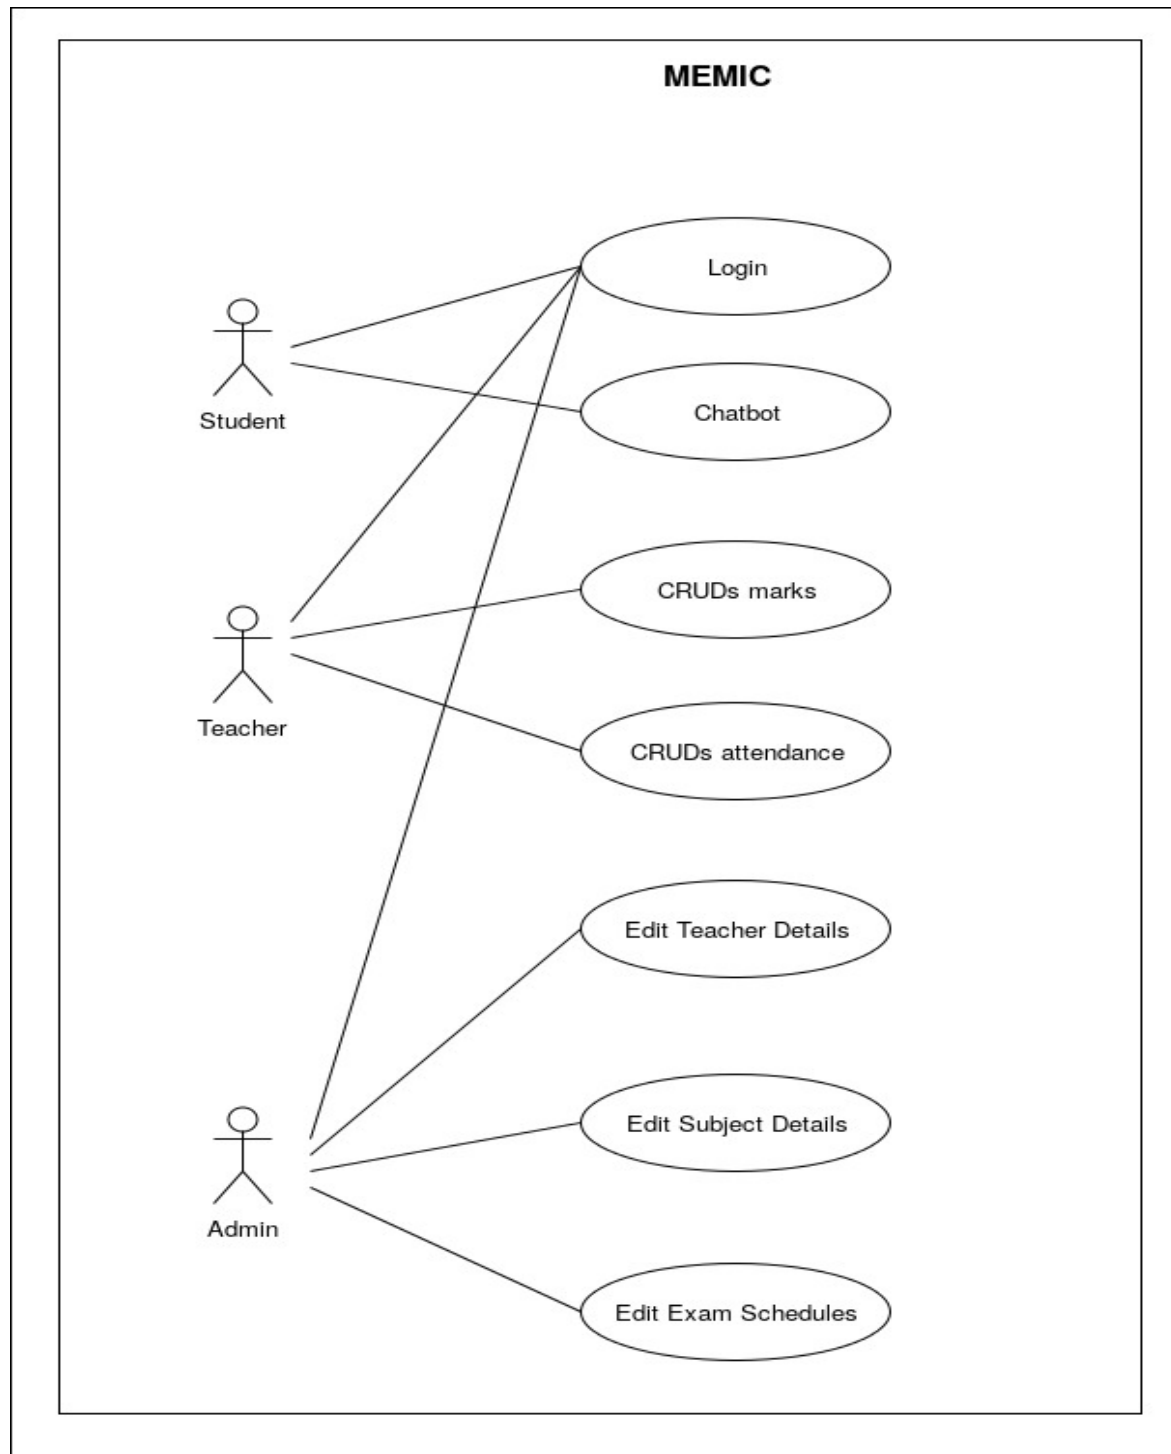 MEMIC
Login
Student
Chatbot
CRUDs marks
Teacher
CRUDs attendance
Edit Teacher Details
Edit Subject Details
Admin
Edit Exam Schedules